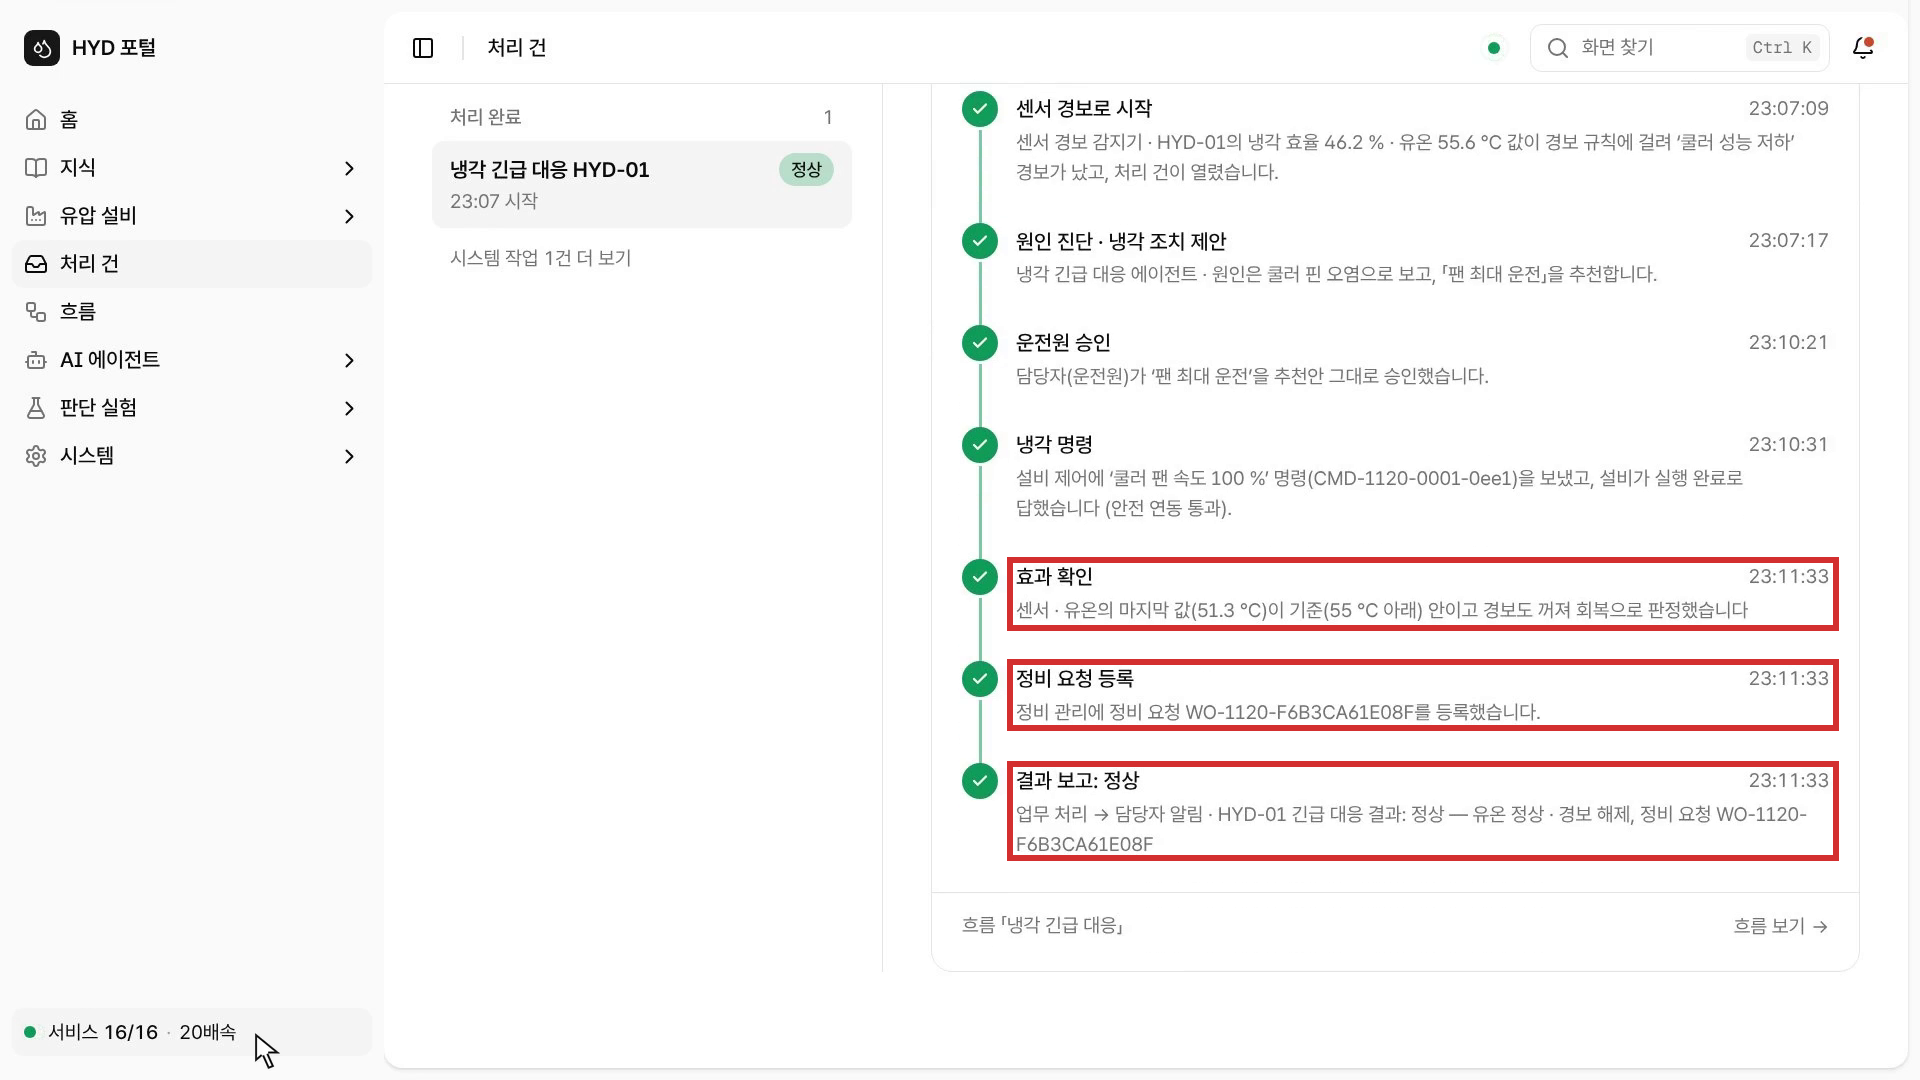 HYD 포털
홈
지식
유압 설비
처리 건
흐름
AI 에이전트
판단 실험
시스템
서비스 16/16 · 20배속
처리 건
화면 찾기
Ctrl K
처리 완료 1
냉각 긴급 대응 HYD-01 정상
23:07 시작
시스템 작업 1건 더 보기
센서 경보로 시작 23:07:09
센서 경보 감지기 · HYD-01의 냉각 효율 46.2 % · 유온 55.6 °C 값이 경보 규칙에 걸려 ‘쿨러 성능 저하’
경보가 났고, 처리 건이 열렸습니다.
원인 진단 · 냉각 조치 제안 23:07:17
냉각 긴급 대응 에이전트 · 원인은 쿨러 핀 오염으로 보고, 「팬 최대 운전」을 추천합니다.
운전원 승인 23:10:21
담당자(운전원)가 ‘팬 최대 운전’을 추천안 그대로 승인했습니다.
냉각 명령 23:10:31
설비 제어에 ‘쿨러 팬 속도 100 %’ 명령(CMD-1120-0001-0ee1)을 보냈고, 설비가 실행 완료로
답했습니다 (안전 연동 통과).
효과 확인 23:11:33
센서 · 유온의 마지막 값(51.3 °C)이 기준(55 °C 아래) 안이고 경보도 꺼져 회복으로 판정했습니다
정비 요청 등록 23:11:33
정비 관리에 정비 요청 WO-1120-F6B3CA61E08F를 등록했습니다.
결과 보고: 정상 23:11:33
업무 처리 → 담당자 알림 · HYD-01 긴급 대응 결과: 정상 — 유온 정상 · 경보 해제, 정비 요청 WO-1120-
F6B3CA61E08F
흐름 「냉각 긴급 대응」 흐름 보기 →